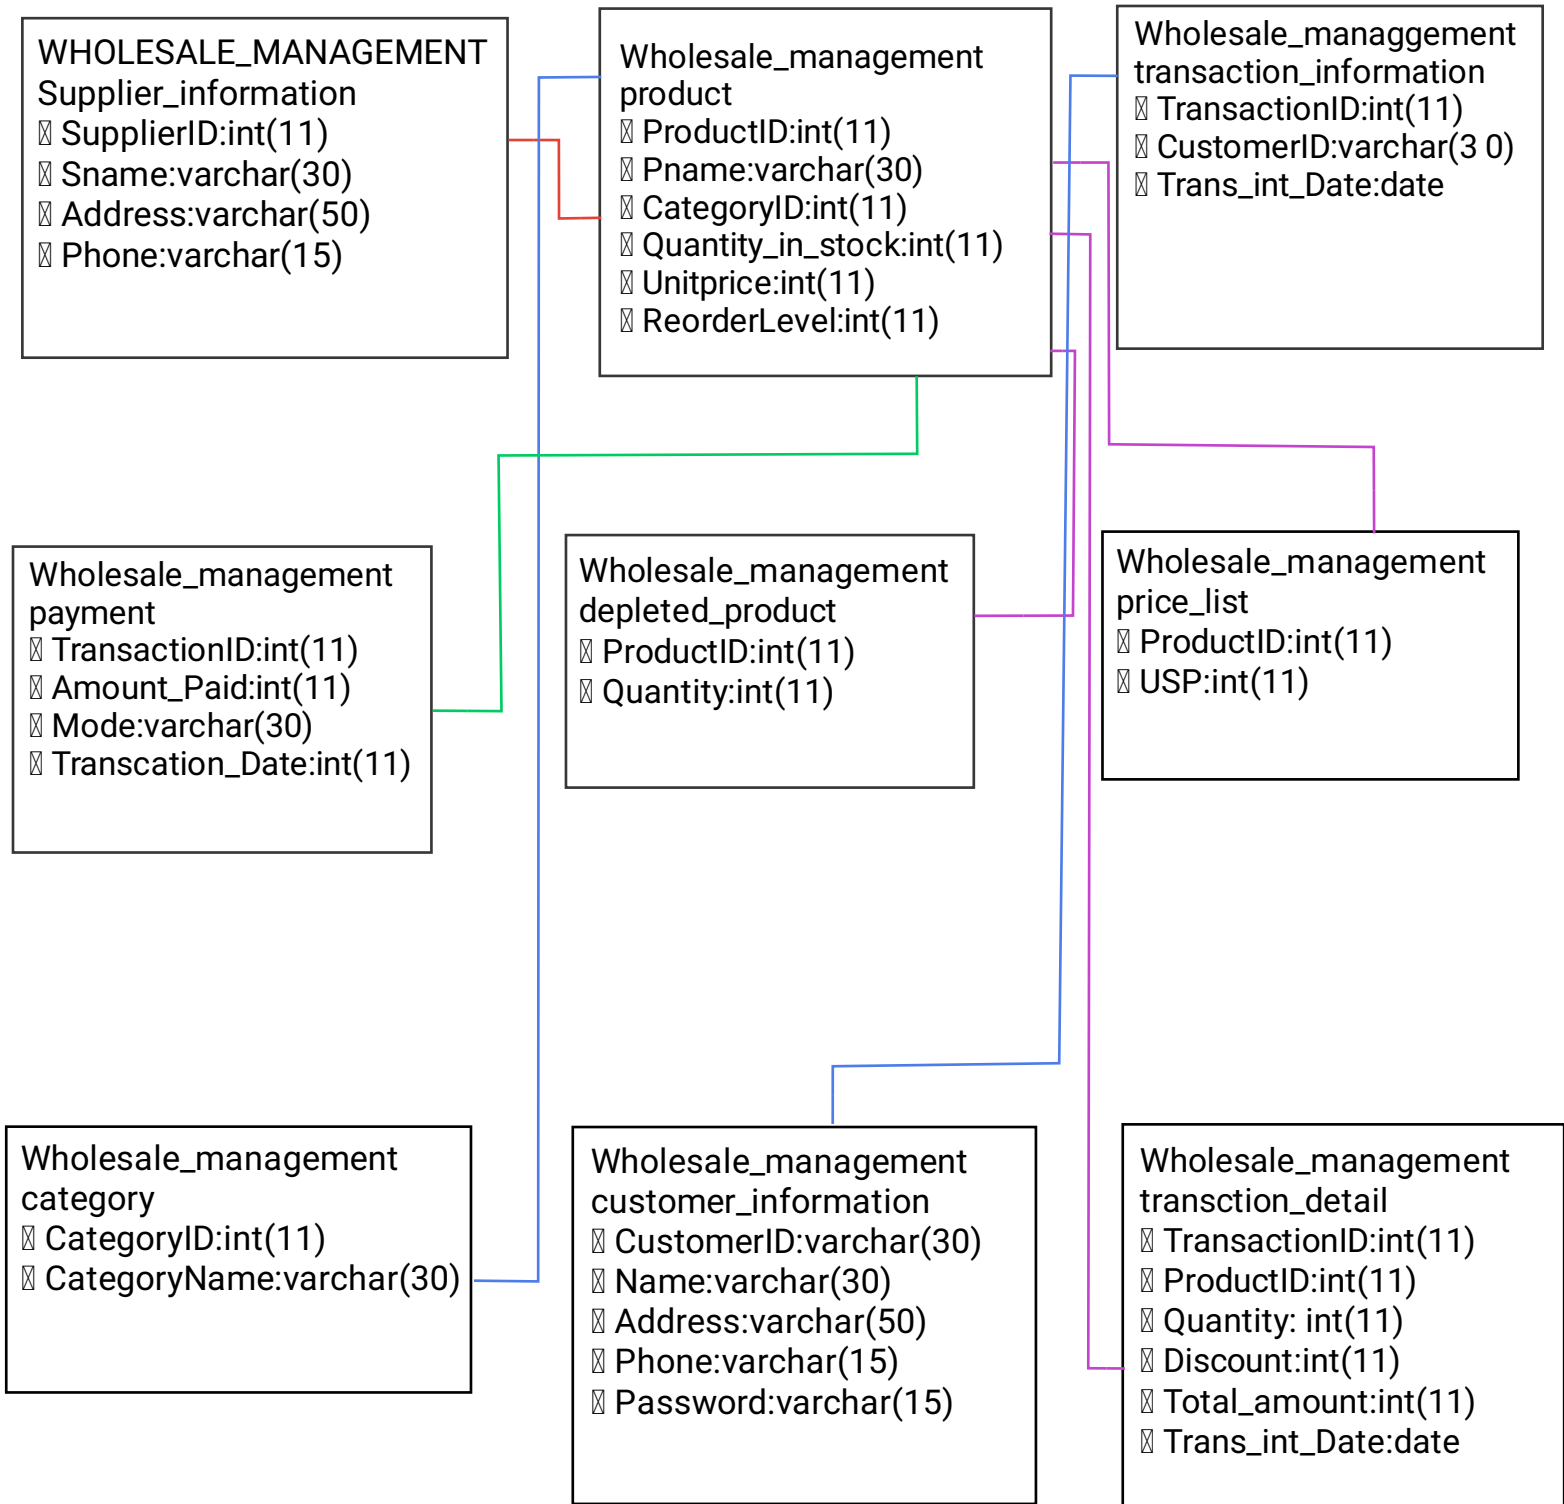 WHOLESALE_MANAGEMENT
Supplier_information
SupplierID:int(11)
Sname:varchar(30)
Address:varchar(50)
Phone:varchar(15)
Wholesale_management
product
ProductID:int(11)
Pname:varchar(30)
CategoryID:int(11)
Quantity_in_stock:int(11)
Unitprice:int(11)
ReorderLevel:int(11)
Wholesale_managgement
transaction_information
TransactionID:int(11)
CustomerID:varchar(3 0)
Trans_int_Date:date
Wholesale_management
payment
TransactionID:int(11)
Amount_Paid:int(11)
Mode:varchar(30)
Transcation_Date:int(11)
Wholesale_management
depleted_product
ProductID:int(11)
Quantity:int(11)
Wholesale_management
price_list
ProductID:int(11)
USP:int(11)
Wholesale_management
category
CategoryID:int(11)
CategoryName:varchar(30)
Wholesale_management
customer_information
CustomerID:varchar(30)
Name:varchar(30)
Address:varchar(50)
Phone:varchar(15)
Password:varchar(15)
Wholesale_management
transction_detail
TransactionID:int(11)
ProductID:int(11)
Quantity: int(11)
Discount:int(11)
Total_amount:int(11)
Trans_int_Date:date